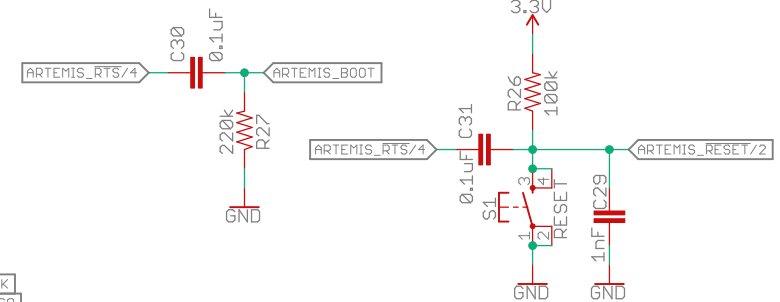 3.3V
C30
0.1uF
ARTEMIS_RTS/4
ARTEMIS_BOOT
220k
R27
GND
R26
100k
ARTEMIS_RTS/4
C31
0.1uF
ARTEMIS_RESET/2
3
4
S1
RESET
1
2
C29
1nF
GND
GND
K